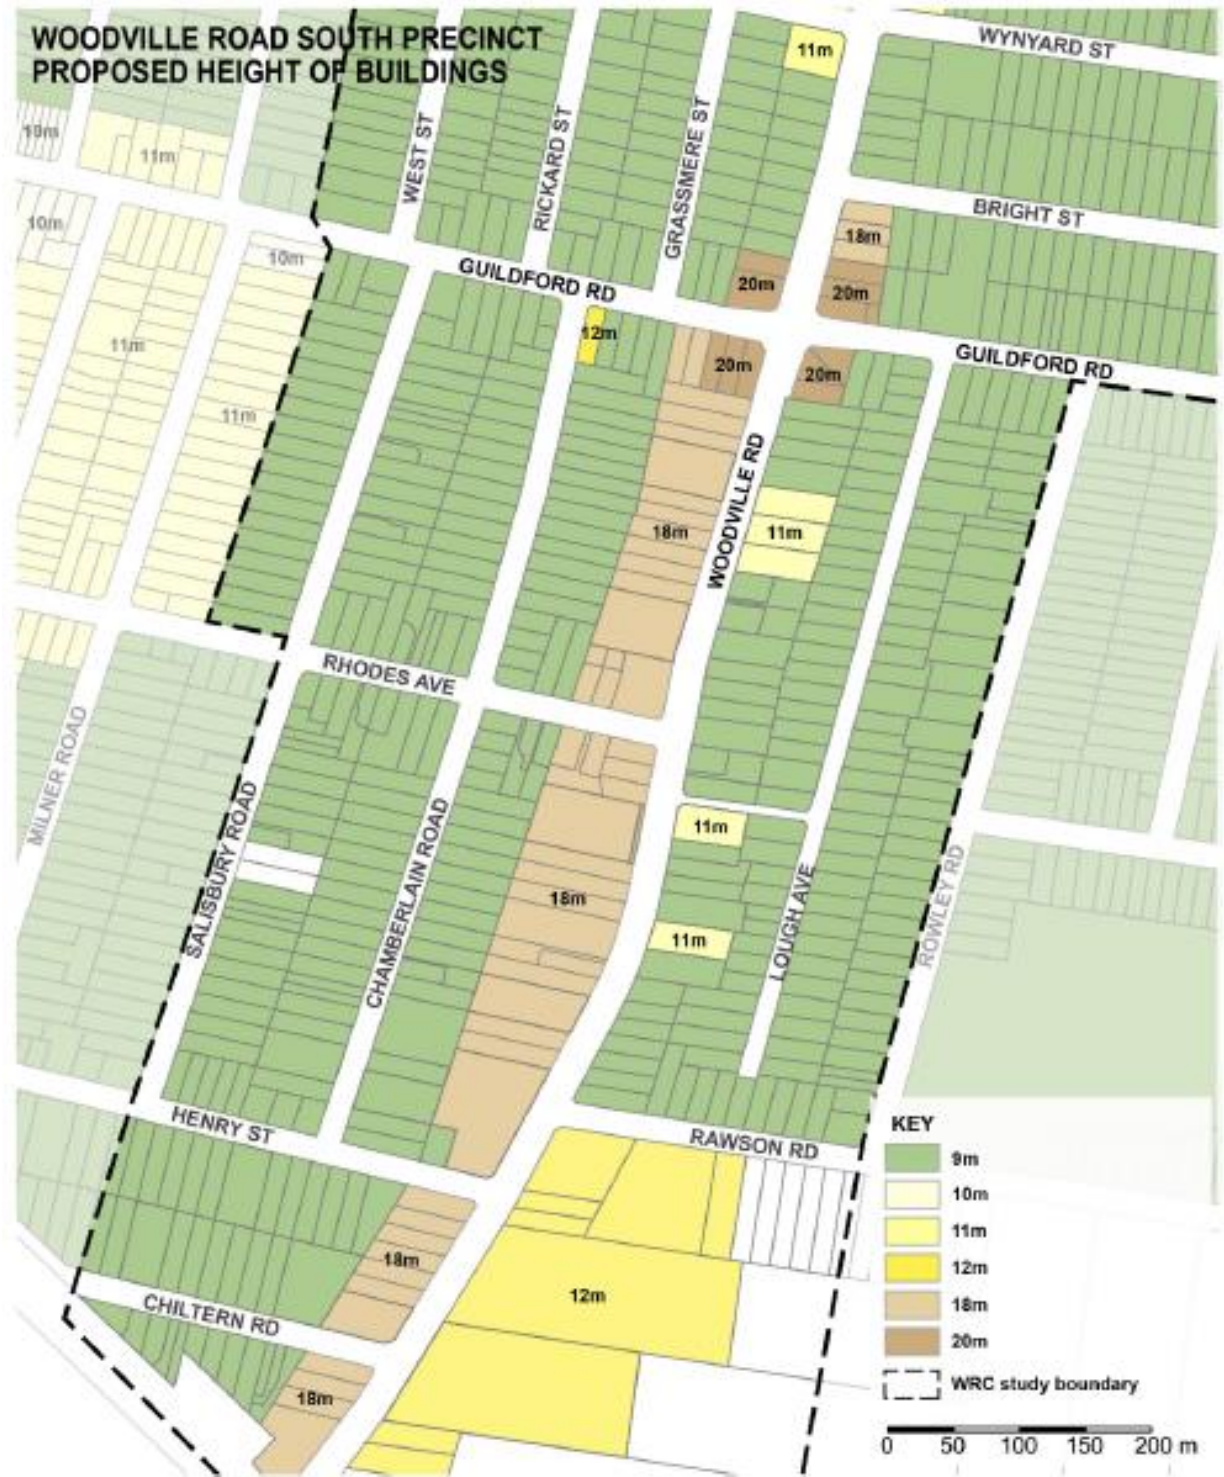 WOODVILLE ROAD SOUTH PRECINCT
PROPOSED HEIGHT OF BUILDINGS
WYNYARD ST
11m
10m
11m
WEST ST
RICKARD ST
GRASSMERE ST
10m
BRIGHT ST
18m
10m
GUILDFORD RD
20m
20m
12m
11m
20m
20m
GUILDFORD RD
11m
WOODVILLE RD
18m
11m
RHODES AVE
MILNER ROAD
SALISBURY ROAD
CHAMBERLAIN ROAD
11m
18m
LOUGH AVE
ROWLEY RD
11m
HENRY ST
RAWSON RD
18m
12m
CHILTERN RD
18m
KEY
9m
10m
11m
12m
18m
20m
WRC study boundary
0 50 100 150 200 m